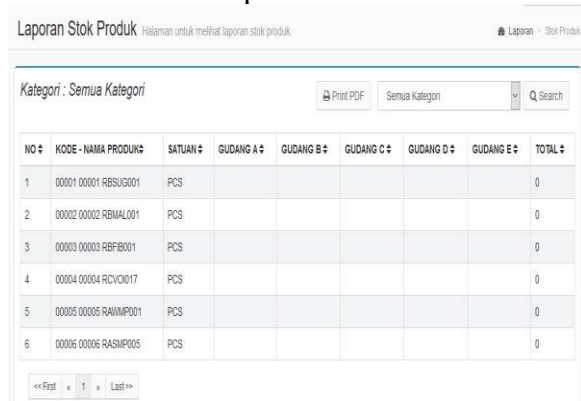 Laporan Stok Produk Halaman untuk melihat laporan stok produk. Laporan > Stok Produk
Kategori : Semua Kategori Print PDF Semua Kategori Search
NO KODE - NAMA PRODUK SATUAN GUDANG A GUDANG B GUDANG C GUDANG D GUDANG E TOTAL
1 00001 00001 RBSUG001 PCS 0
2 00002 00002 RBMAL001 PCS 0
3 00003 00003 RBFIB001 PCS 0
4 00004 00004 RCVOI017 PCS 0
5 00005 00005 RAWMP001 PCS 0
6 00006 00006 RASMP005 PCS 0
<< First « 1 » Last >>